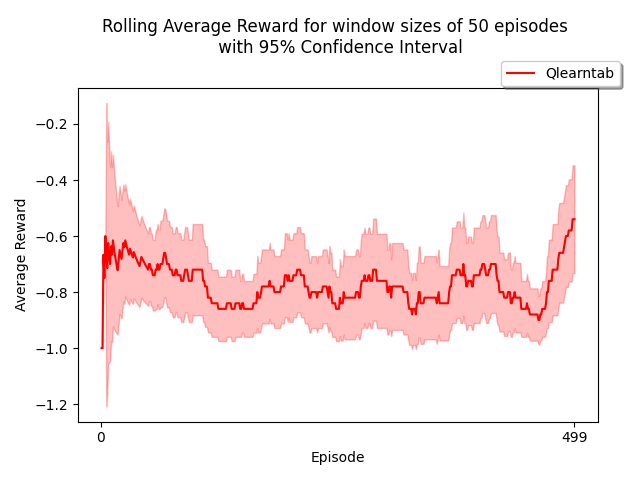 Rolling Average Reward for window sizes of 50 episodes
with 95% Confidence Interval
Qlearntab
−0.2
−0.4
−0.6
−0.8
−1.0
−1.2
Average Reward
0
499
Episode